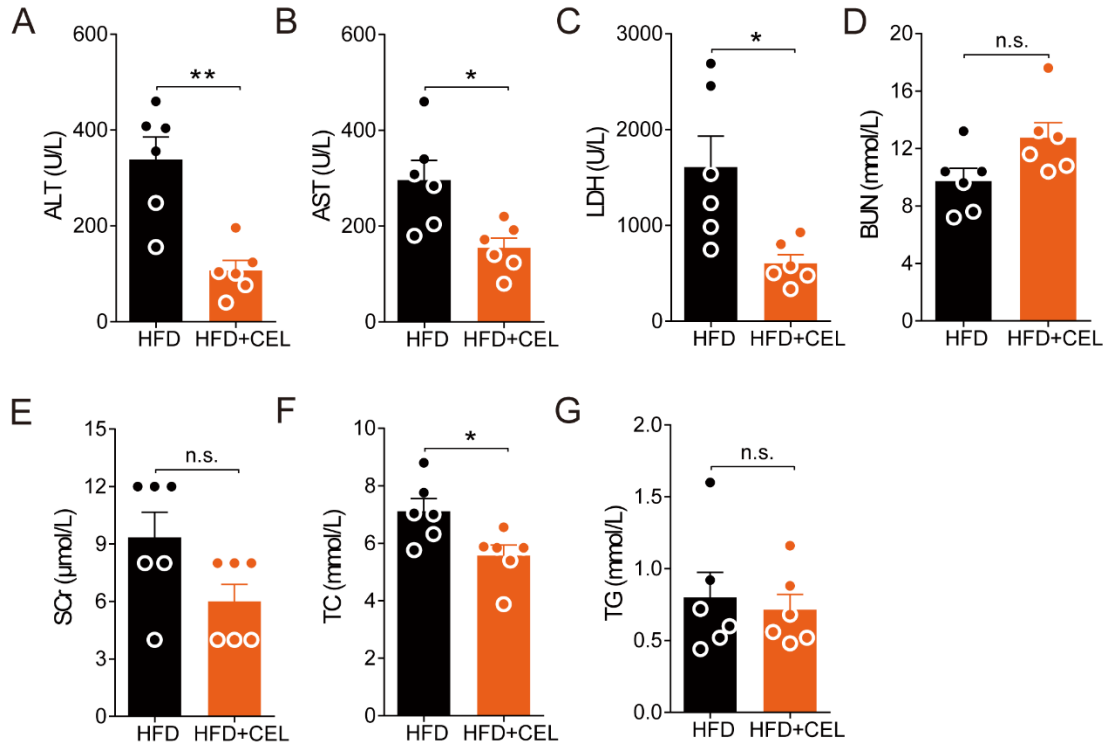 A
ALT (U/L)
600
400
200
0
**
HFD
HFD+CEL
B
AST (U/L)
600
400
200
0
*
HFD
HFD+CEL
C
LDH (U/L)
3000
2000
1000
0
*
HFD
HFD+CEL
D
BUN (mmol/L)
20
16
12
8
4
0
n.s.
HFD
HFD+CEL
E
SCr (μmol/L)
15
12
9
6
3
0
n.s.
HFD
HFD+CEL
F
TC (mmol/L)
10
8
6
4
2
0
*
HFD
HFD+CEL
G
TG (mmol/L)
2.0
1.5
1.0
0.5
0.0
n.s.
HFD
HFD+CEL